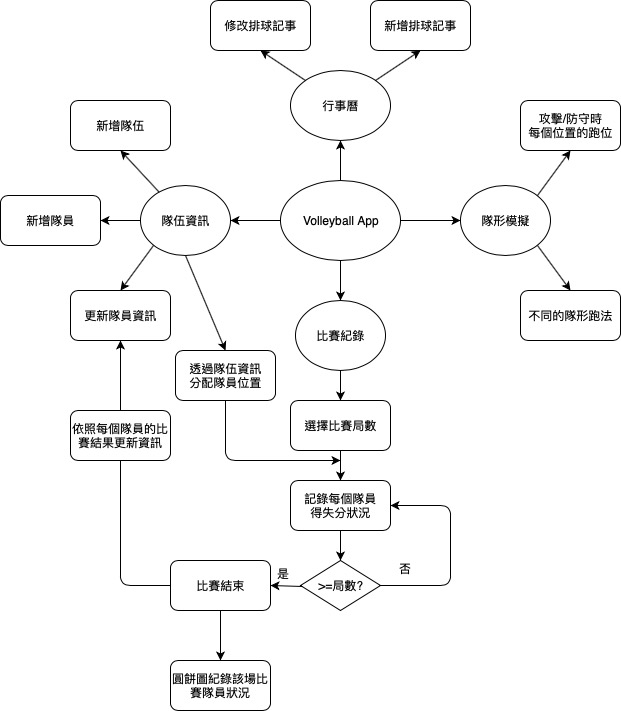 修改排球記事
新增排球記事
行事曆
新增隊伍
攻擊/防守時
每個位置的跑位
新增隊員
隊伍資訊
Volleyball App
隊形模擬
更新隊員資訊
比賽紀錄
不同的隊形跑法
透過隊伍資訊
分配隊員位置
依照每個隊員的比
賽結果更新資訊
選擇比賽局數
記錄每個隊員
得失分狀況
否
是
>=局數?
比賽結束
圓餅圖紀錄該場比
賽隊員狀況